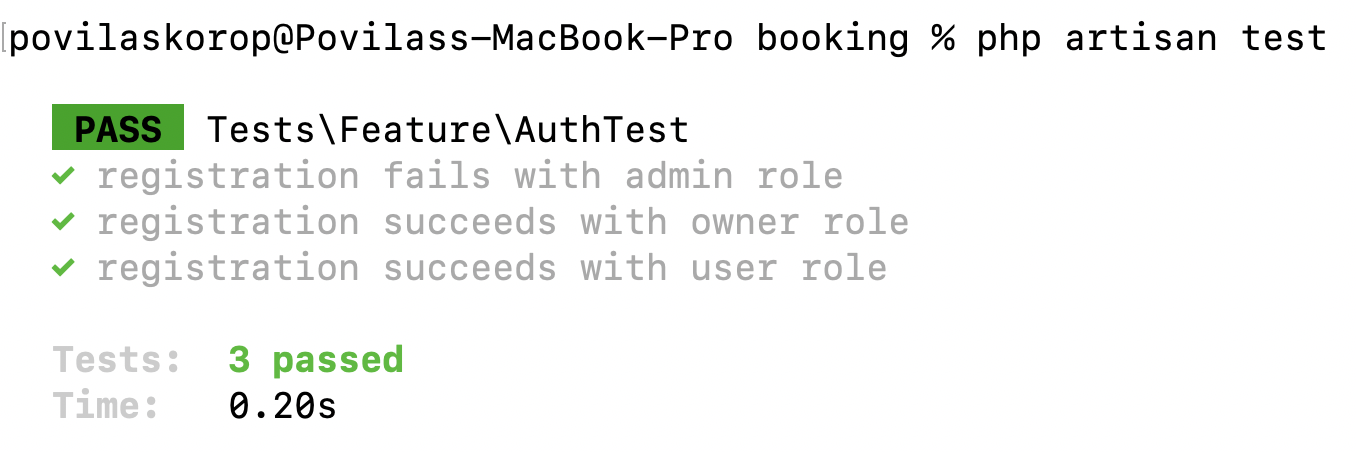 [povilaskorop@Povilass-MacBook-Pro booking % php artisan test
PASS Tests\Feature\AuthTest
✓ registration fails with admin role
✓ registration succeeds with owner role
✓ registration succeeds with user role
Tests: 3 passed
Time: 0.20s